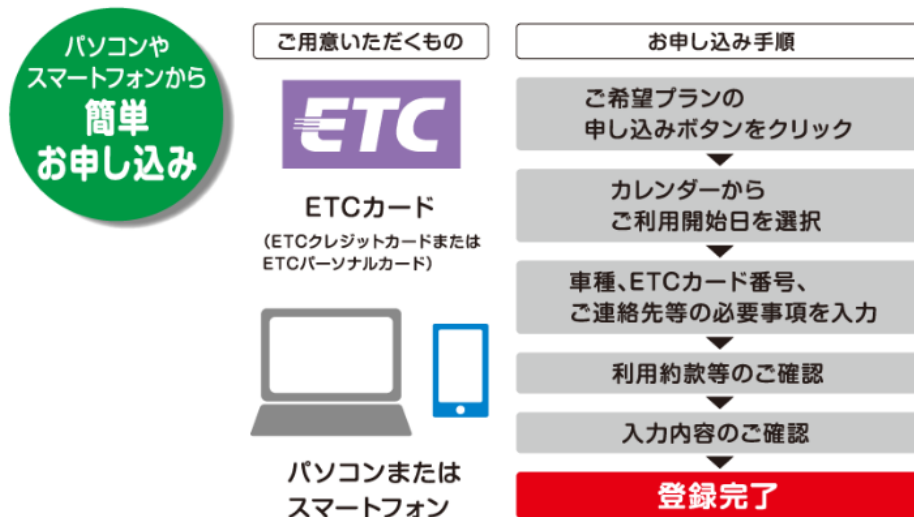 パソコンや
スマートフォンから
簡単
お申し込み
ご用意いただくもの
ETC
ETCカード
(ETCクレジットカードまたは
ETCパーソナルカード)
パソコンまたは
スマートフォン
お申し込み手順
ご希望プランの
申し込みボタンをクリック
カレンダーから
ご利用開始日を選択
車種、ETCカード番号、
ご連絡先等の必要事項を入力
利用約款等のご確認
入力内容のご確認
登録完了